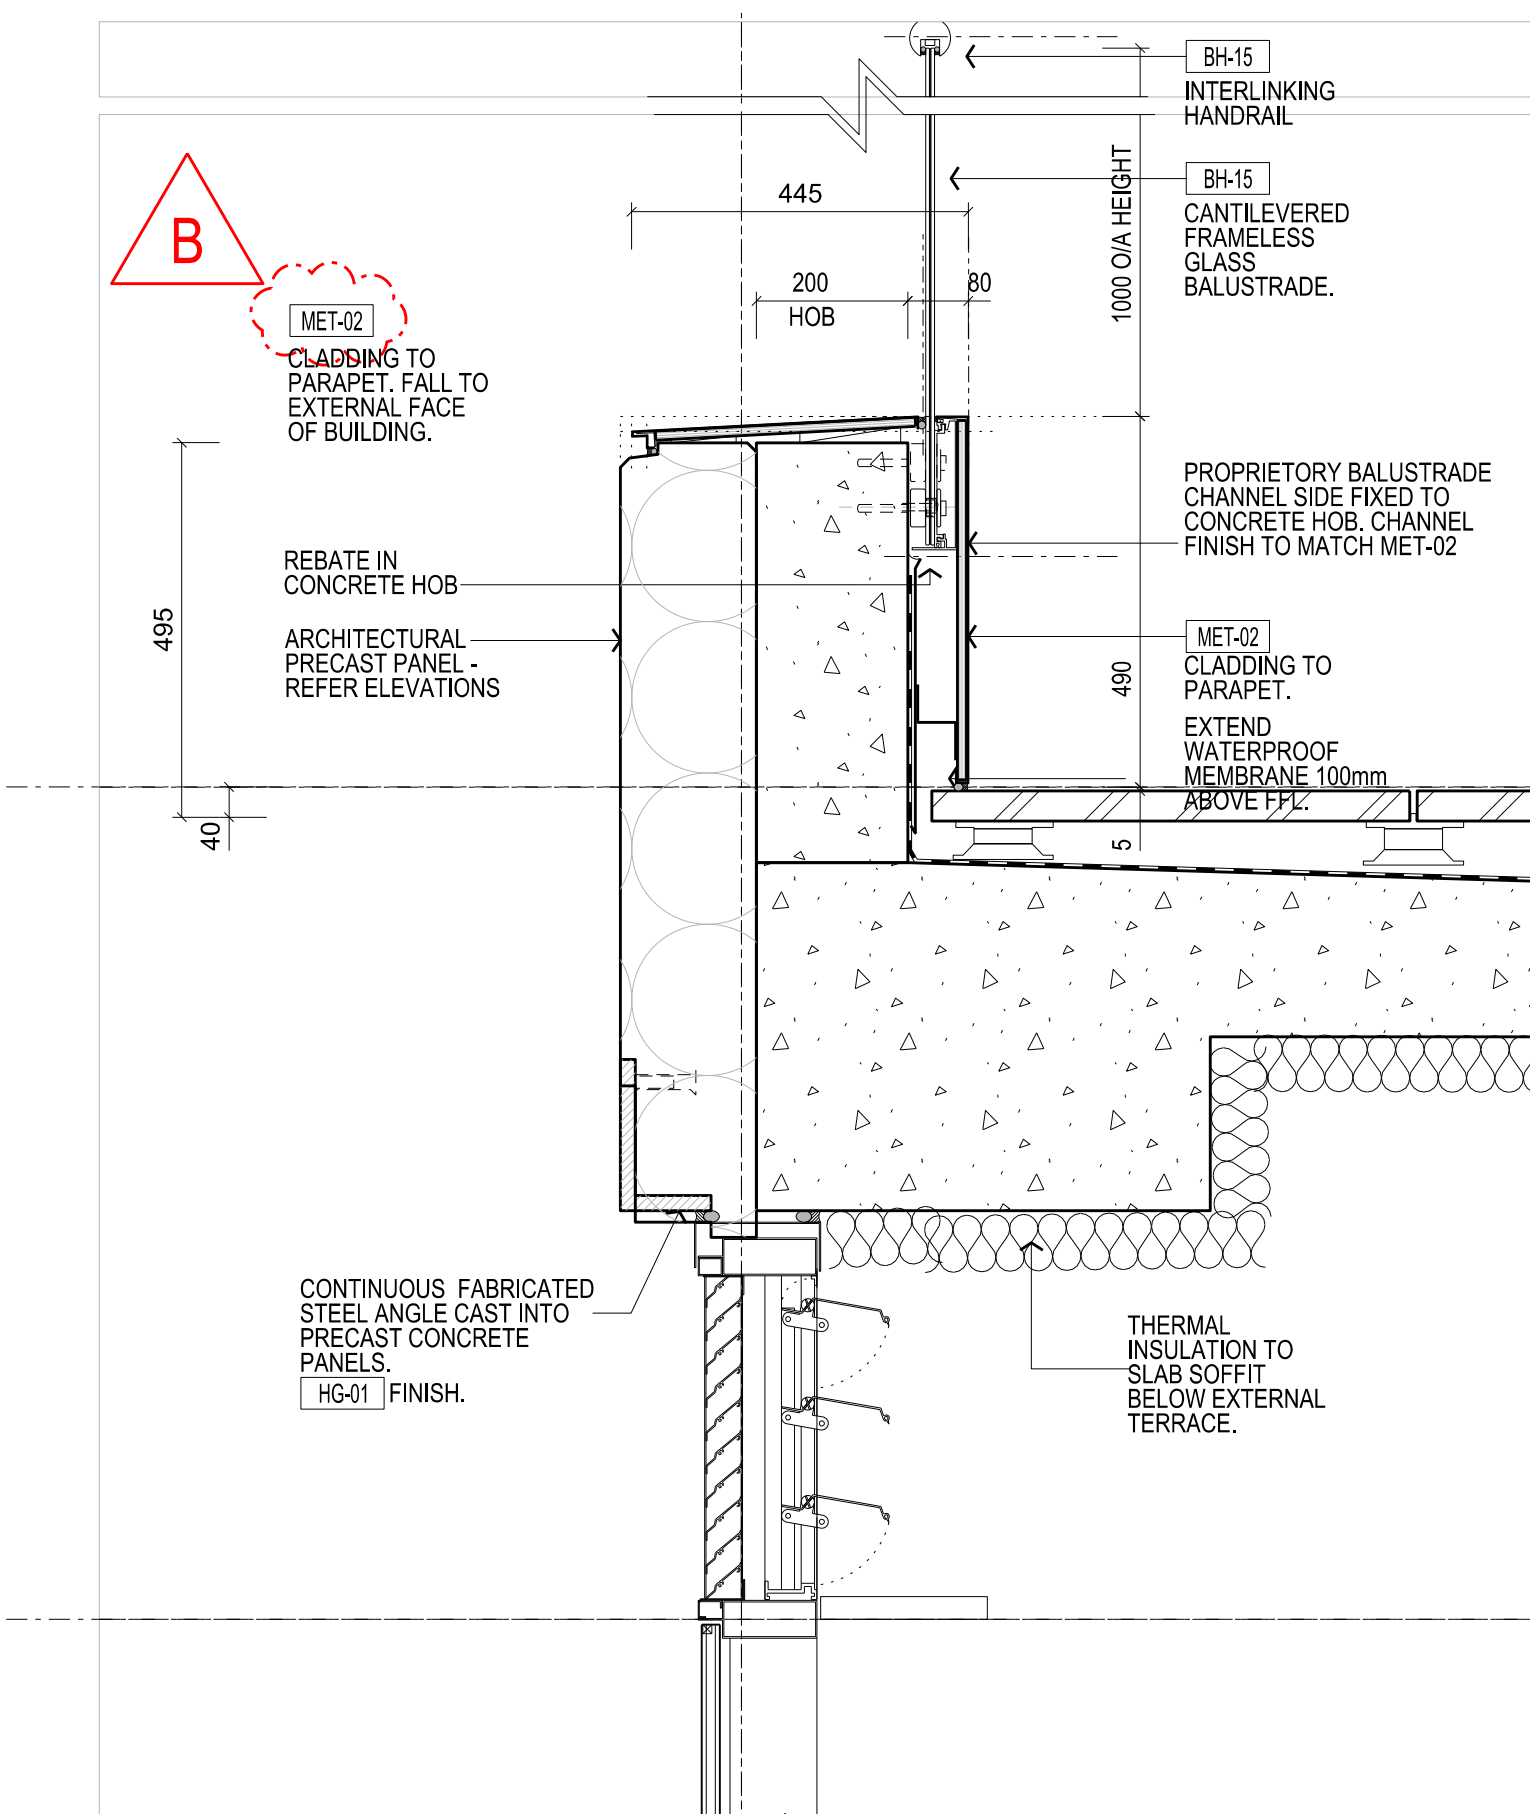 BH-15
INTERLINKING
HANDRAIL
1000 O/A HEIGHT
BH-15
CANTILEVERED
FRAMELESS
GLASS
BALUSTRADE.
445
200
HOB
80
B
MET-02
CLADDING TO
PARAPET. FALL TO
EXTERNAL FACE
OF BUILDING.
PROPRIETORY BALUSTRADE
CHANNEL SIDE FIXED TO
CONCRETE HOB. CHANNEL
FINISH TO MATCH MET-02
REBATE IN
CONCRETE HOB
495
ARCHITECTURAL
PRECAST PANEL -
REFER ELEVATIONS
490
MET-02
CLADDING TO
PARAPET.
EXTEND
WATERPROOF
MEMBRANE 100mm
ABOVE FFL.
40
5
CONTINUOUS FABRICATED
STEEL ANGLE CAST INTO
PRECAST CONCRETE
PANELS.
HG-01 FINISH.
THERMAL
INSULATION TO
SLAB SOFFIT
BELOW EXTERNAL
TERRACE.